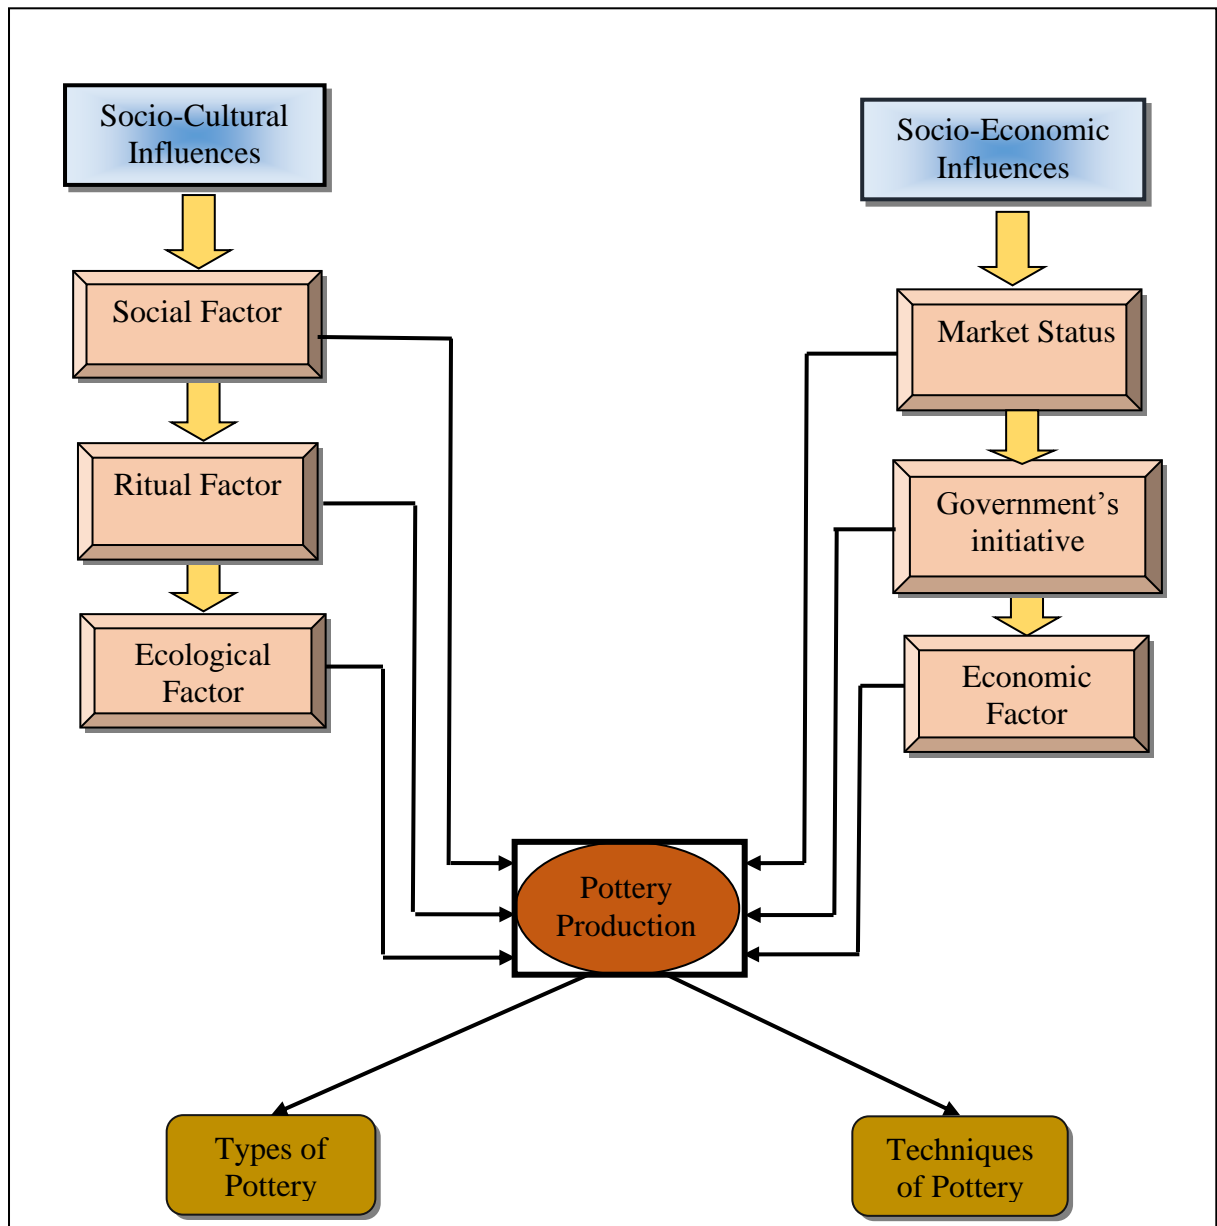 Socio-Cultural
Influences
Socio-Economic
Influences
Social Factor
Market Status
Ritual Factor
Government’s
initiative
Ecological
Factor
Economic
Factor
Pottery
Production
Types of
Pottery
Techniques
of Pottery